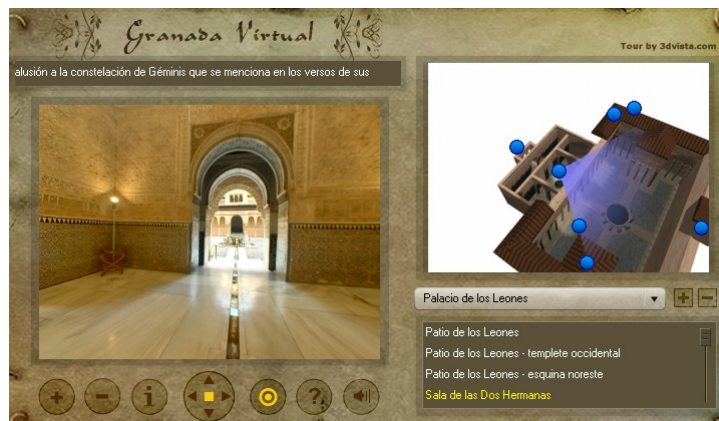 Granada Virtual
Tour by 3dvista.com
alusión a la constelación de Géminis que se menciona en los versos de sus
Palacio de los Leones
Patio de los Leones
Patio de los Leones - templete occidental
Patio de los Leones - esquina noreste
Sala de las Dos Hermanas